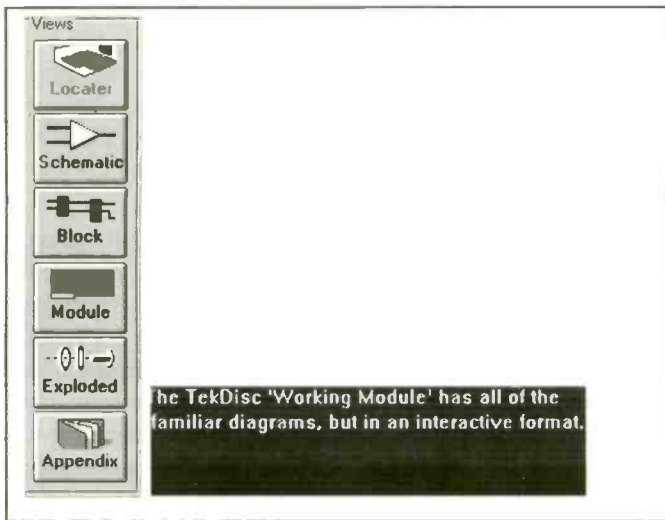 Views
Locater
Schematic
Block
Module
Exploded
Appendix
he TekDisc 'Working Module' has all of the
familiar diagrams, but in an interactive format.